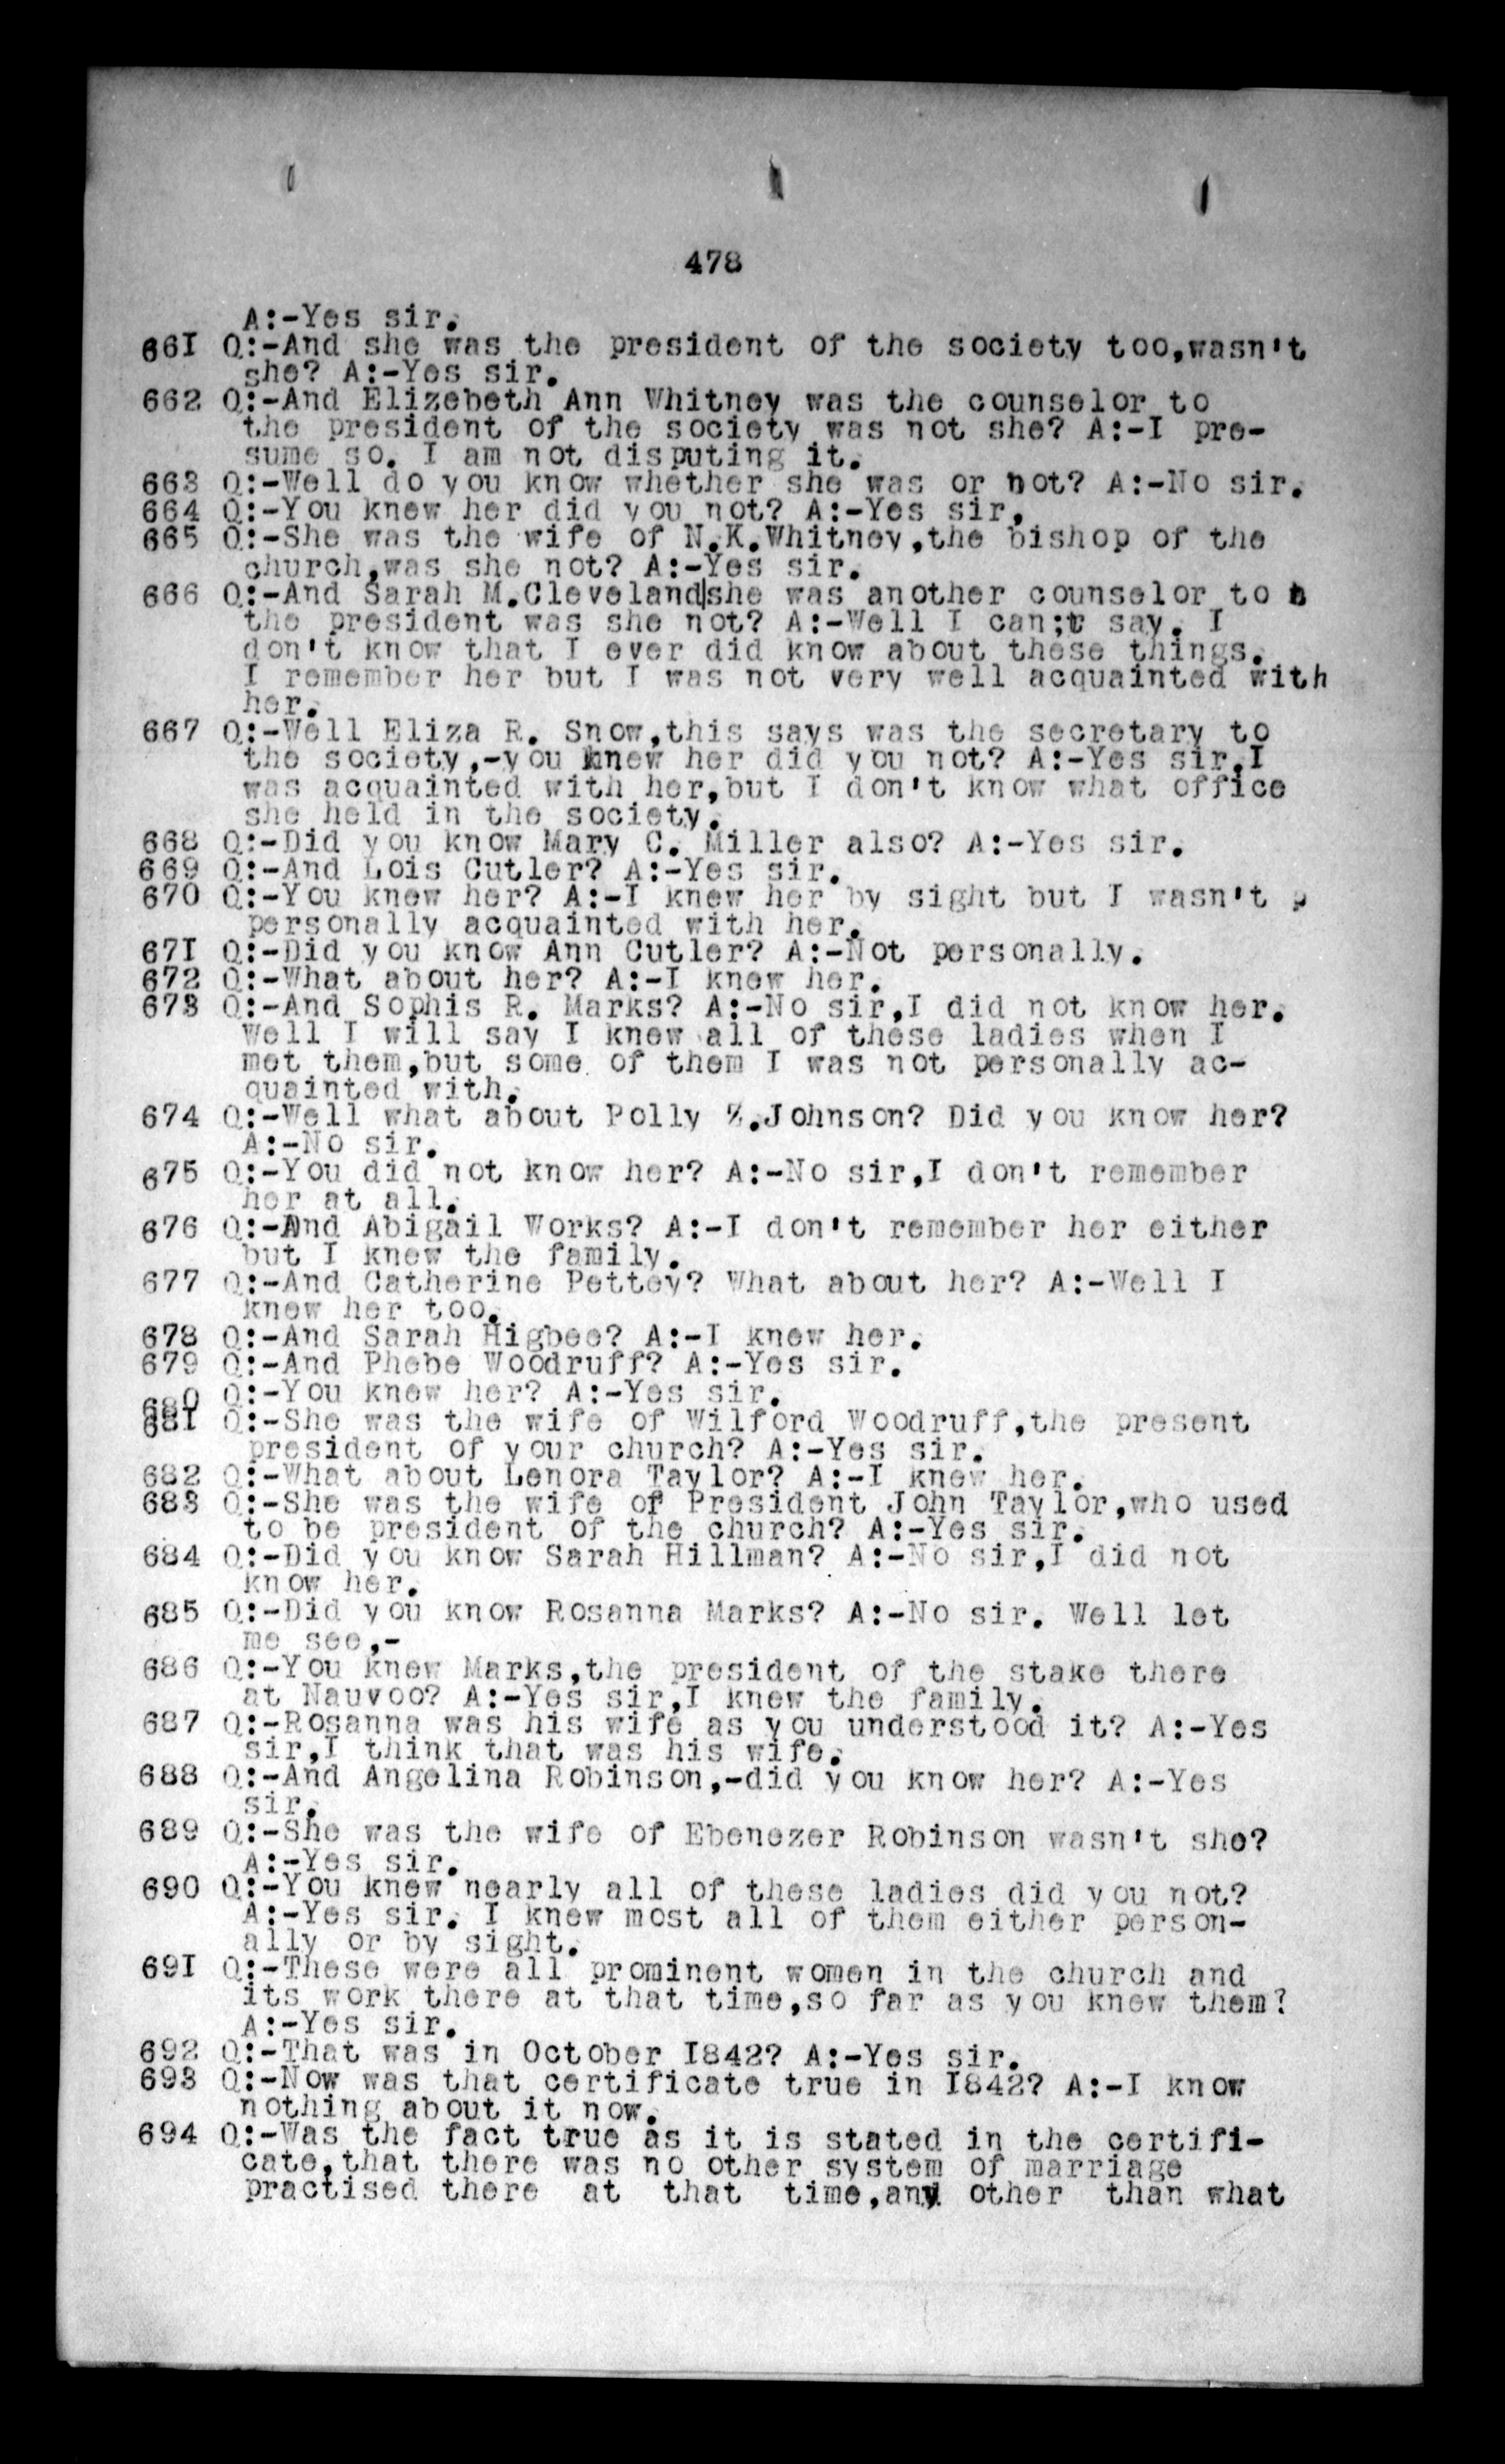 478
A:-Yes sir.
661 Q:-And she was the president of the society too,wasn't
she? A:-Yes sir.
662 Q:-And Elizebeth Ann Whitney was the counselor to
the president of the society was not she? A:-I pre-
sume so. I am not disputing it.
663 Q:-Well do you know whether she was or not? A:-No sir.
664 Q:-You knew her did you not? A:-Yes sir,
665 Q:-She was the wife of N.K.Whitney,the bishop of the
church,was she not? A:-Yes sir.
666 Q:-And Sarah M.Cleveland|she was another counselor to t
the president was she not? A:-Well I can;t say. I
don't know that I ever did know about these things.
I remember her but I was not very well acquainted with
her.
667 Q:-Well Eliza R. Snow,this says was the secretary to
the society,-you knew her did you not? A:-Yes sir,I
was acquainted with her,but I don't know what office
she held in the society.
668 Q:-Did you know Mary C. Miller also? A:-Yes sir.
669 Q:-And Lois Cutler? A:-Yes sir.
670 Q:-You knew her? A:-I knew her by sight but I wasn't p
personally acquainted with her.
671 Q:-Did you know Ann Cutler? A:-Not personally.
672 Q:-What about her? A:-I knew her.
673 Q:-And Sophis R. Marks? A:-No sir,I did not know her.
Well I will say I knew all of these ladies when I
met them,but some of them I was not personally ac-
quainted with.
674 Q:-Well what about Polly Z.Johnson? Did you know her?
A:-No sir.
675 Q:-You did not know her? A:-No sir,I don't remember
her at all.
676 Q:-And Abigail Works? A:-I don't remember her either
but I knew the family.
677 Q:-And Catherine Pettey? What about her? A:-Well I
knew her too.
678 Q:-And Sarah Higbee? A:-I knew her.
679 Q:-And Phebe Woodruff? A:-Yes sir.
680 Q:-You knew her? A:-Yes sir.
681 Q:-She was the wife of Wilford Woodruff,the present
president of your church? A:-Yes sir.
682 Q:-What about Lenora Taylor? A:-I knew her.
683 Q:-She was the wife of President John Taylor,who used
to be president of the church? A:-Yes sir.
684 Q:-Did you know Sarah Hillman? A:-No sir,I did not
know her.
685 Q:-Did you know Rosanna Marks? A:-No sir. Well let
me see,-
686 Q:-You knew Marks,the president of the stake there
at Nauvoo? A:-Yes sir,I knew the family.
687 Q:-Rosanna was his wife as you understood it? A:-Yes
sir,I think that was his wife.
688 Q:-And Angelina Robinson,-did you know her? A:-Yes
sir.
689 Q:-She was the wife of Ebenezer Robinson wasn't she?
A:-Yes sir.
690 Q:-You knew nearly all of these ladies did you not?
A:-Yes sir. I knew most all of them either person-
ally or by sight.
691 Q:-These were all prominent women in the church and
its work there at that time,so far as you knew them?
A:-Yes sir.
692 Q:-That was in October I842? A:-Yes sir.
693 Q:-Now was that certificate true in I842? A:-I know
nothing about it now.
694 Q:-Was the fact true as it is stated in the certifi-
cate,that there was no other system of marriage
practised there at that time,any other than what